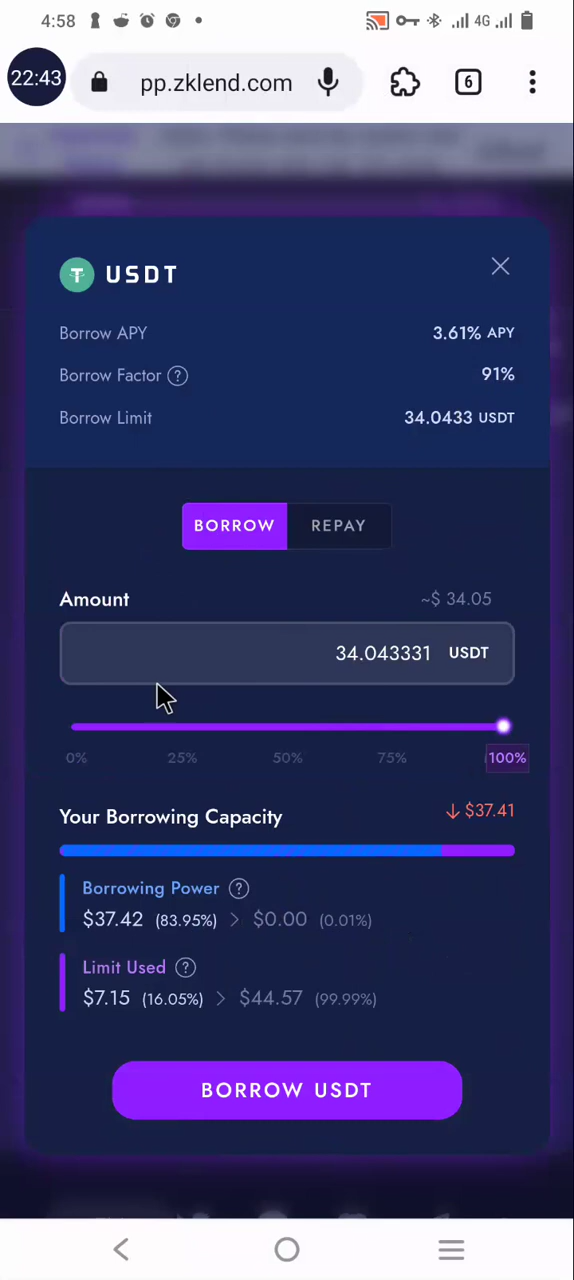 4:58
4G
22:43
pp.zklend.com
6
USDT
Borrow APY 3.61% APY
Borrow Factor ? 91%
Borrow Limit 34.0433 USDT
BORROW REPAY
Amount ~$ 34.05
34.043331 USDT
0% 25% 50% 75% 100%
Your Borrowing Capacity ↓ $37.41
Borrowing Power ?
$37.42 (83.95%) > $0.00 (0.01%)
Limit Used ?
$7.15 (16.05%) > $44.57 (99.99%)
BORROW USDT